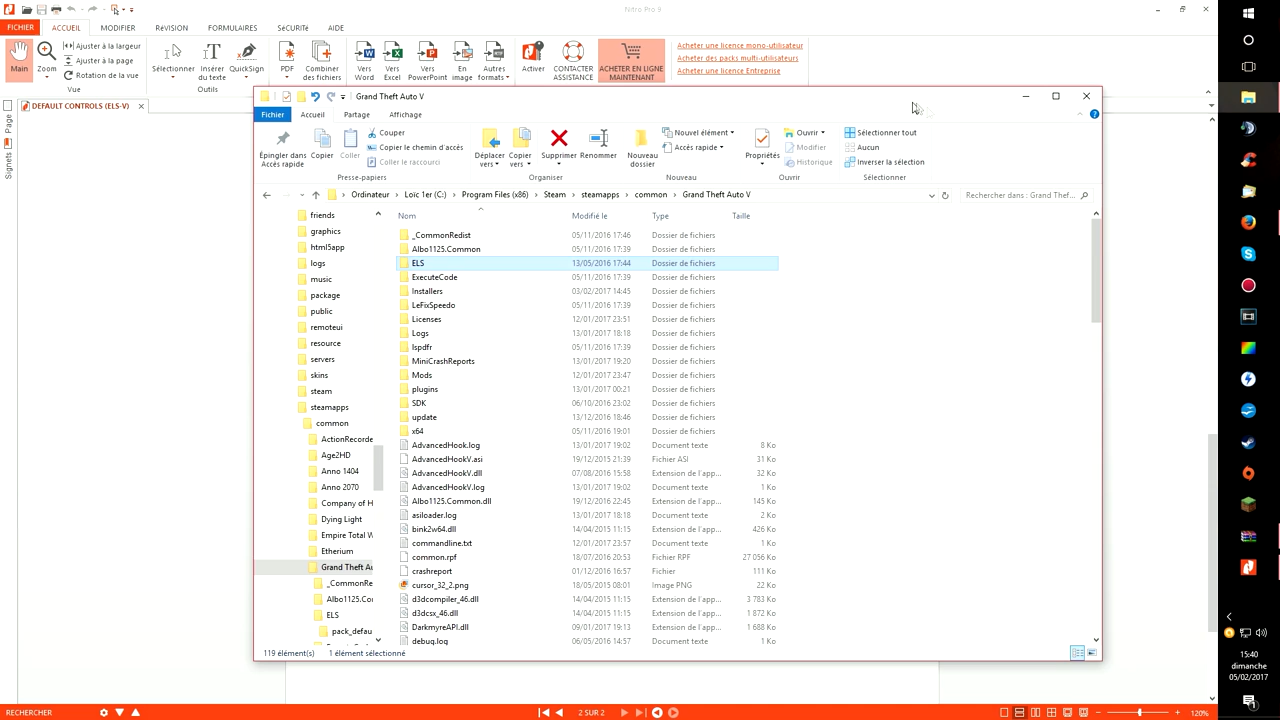 Nitro Pro 9
FICHIER ACCUEIL MODIFIER RéVISION FORMULAIRES SéCURITé AIDE
Main
Zoom
Ajuster à la largeur
Ajuster à la page
Rotation de la vue
Vue
Sélectionner
Insérer du texte
QuickSign
Outils
PDF
Combiner des fichiers
Vers Word
Vers Excel
Vers PowerPoint
En image
Autres formats
Activer
CONTACTER ASSISTANCE
ACHETER EN LIGNE MAINTENANT
Acheter une licence mono-utilisateur
Acheter des packs multi-utilisateurs
Acheter une licence Entreprise
DEFAULT CONTROLS (ELS-V)
Page
Signets
Grand Theft Auto V
Fichier Accueil Partage Affichage
Épingler dans Accès rapide
Copier
Coller
Couper
Copier le chemin d'accès
Coller le raccourci
Presse-papiers
Déplacer vers
Copier vers
Supprimer
Renommer
Organiser
Nouveau dossier
Nouvel élément
Accès rapide
Nouveau
Propriétés
Ouvrir
Modifier
Historique
Ouvrir
Sélectionner tout
Aucun
Inverser la sélection
Sélectionner
Ordinateur › Loïc 1er (C:) › Program Files (x86) › Steam › steamapps › common › Grand Theft Auto V
Rechercher dans : Grand Thef...
friends
graphics
html5app
logs
music
package
public
remoteui
resource
servers
skins
steam
steamapps
common
ActionRecorde
Age2HD
Anno 1404
Anno 2070
Company of H
Dying Light
Empire Total W
Etherium
Grand Theft Au
_CommonRe
Albo1125.Co
ELS
pack_defau
Nom Modifié le Type Taille
_CommonRedist 05/11/2016 17:46 Dossier de fichiers
Albo1125.Common 05/11/2016 17:39 Dossier de fichiers
ELS 13/05/2016 17:44 Dossier de fichiers
ExecuteCode 05/11/2016 17:39 Dossier de fichiers
Installers 03/02/2017 14:45 Dossier de fichiers
LeFixSpeedo 05/11/2016 17:39 Dossier de fichiers
Licenses 12/01/2017 23:51 Dossier de fichiers
Logs 13/01/2017 18:18 Dossier de fichiers
lspdfr 05/11/2016 17:39 Dossier de fichiers
MiniCrashReports 13/01/2017 19:20 Dossier de fichiers
Mods 12/01/2017 23:47 Dossier de fichiers
plugins 13/01/2017 00:21 Dossier de fichiers
SDK 06/10/2016 23:02 Dossier de fichiers
update 13/12/2016 18:46 Dossier de fichiers
x64 05/11/2016 19:01 Dossier de fichiers
AdvancedHook.log 13/01/2017 19:02 Document texte 8 Ko
AdvancedHookV.asi 19/12/2015 21:39 Fichier ASI 31 Ko
AdvancedHookV.dll 07/08/2016 15:58 Extension de l'app... 32 Ko
AdvancedHookV.log 13/01/2017 19:02 Document texte 1 Ko
Albo1125.Common.dll 19/12/2016 22:45 Extension de l'app... 145 Ko
asiloader.log 13/01/2017 18:18 Document texte 2 Ko
bink2w64.dll 14/04/2015 11:15 Extension de l'app... 426 Ko
commandline.txt 12/01/2017 23:57 Document texte 1 Ko
common.rpf 18/07/2016 20:53 Fichier RPF 27 056 Ko
crashreport 01/12/2016 16:57 Fichier 111 Ko
cursor_32_2.png 18/05/2015 08:01 Image PNG 22 Ko
d3dcompiler_46.dll 14/04/2015 11:15 Extension de l'app... 3 783 Ko
d3dcsx_46.dll 14/04/2015 11:15 Extension de l'app... 1 872 Ko
DarkmyreAPI.dll 09/01/2017 19:13 Extension de l'app... 1 688 Ko
debug.log 06/05/2016 14:57 Document texte 1 Ko
119 élément(s) 1 élément sélectionné
15:40
dimanche
05/02/2017
RECHERCHER
2 SUR 2
120%